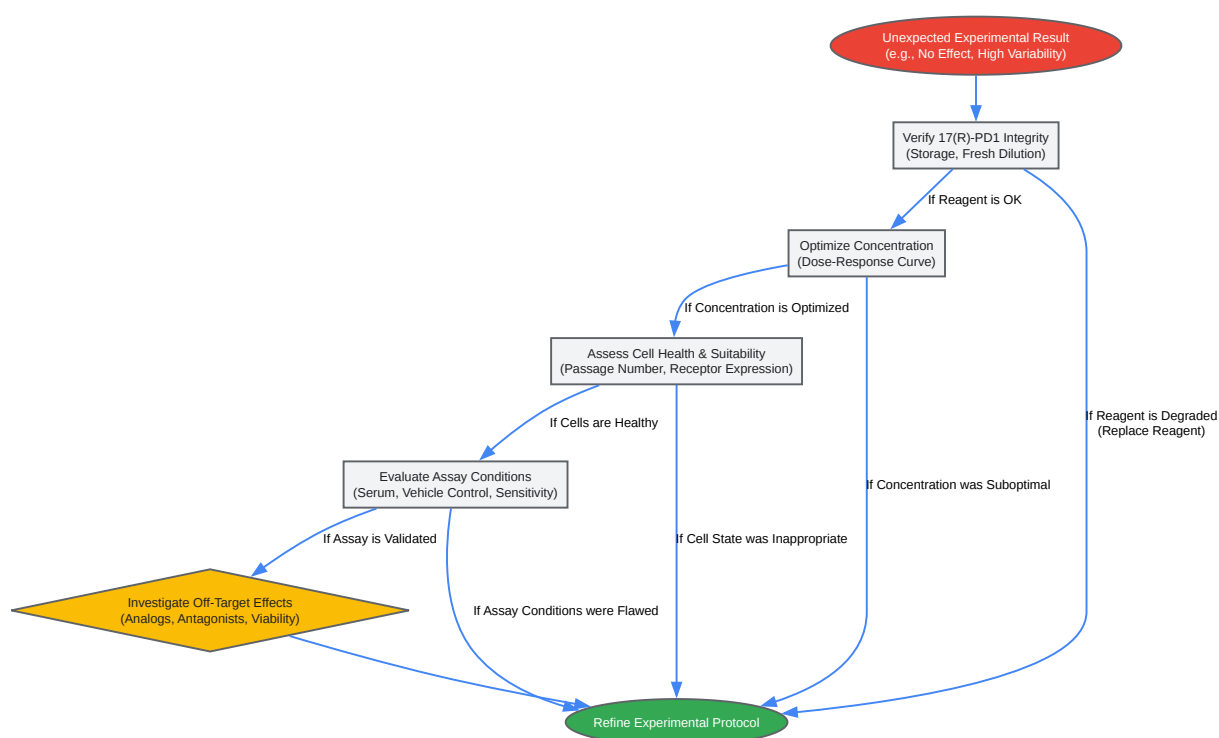 Unexpected Experimental Result
(e.g., No Effect, High Variability)
Verify 17(R)-PD1 Integrity
(Storage, Fresh Dilution)
If Reagent is OK
Optimize Concentration
(Dose-Response Curve)
If Concentration is Optimized
Assess Cell Health & Suitability
(Passage Number, Receptor Expression)
If Reagent is Degraded
(Replace Reagent)
If Cells are Healthy
Evaluate Assay Conditions
(Serum, Vehicle Control, Sensitivity)
If Concentration was Suboptimal
If Assay is Validated
If Cell State was Inappropriate
Investigate Off-Target Effects
(Analogs, Antagonists, Viability)
If Assay Conditions were Flawed
Refine Experimental Protocol